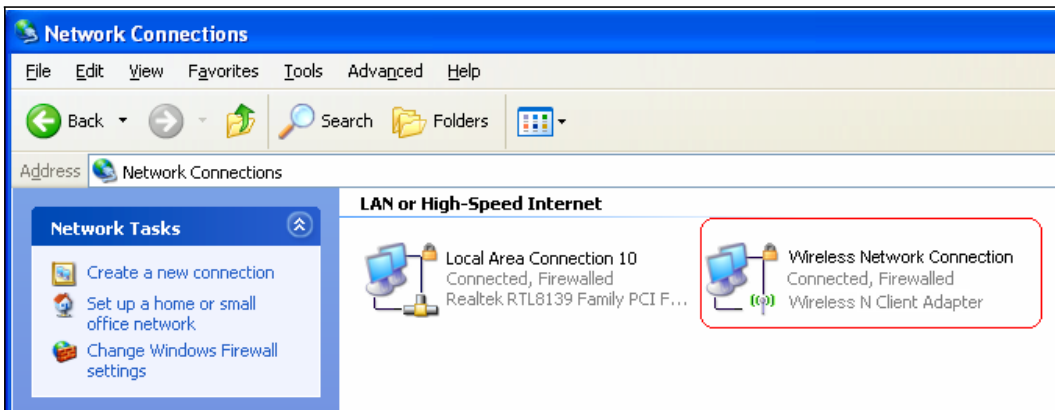 Network Connections
File Edit View Favorites Tools Advanced Help
Back Search Folders
Address Network Connections
Network Tasks
Create a new connection
Set up a home or small
office network
Change Windows Firewall
settings
LAN or High-Speed Internet
Local Area Connection 10
Connected, Firewalled
Realtek RTL8139 Family PCI F...
Wireless Network Connection
Connected, Firewalled
Wireless N Client Adapter